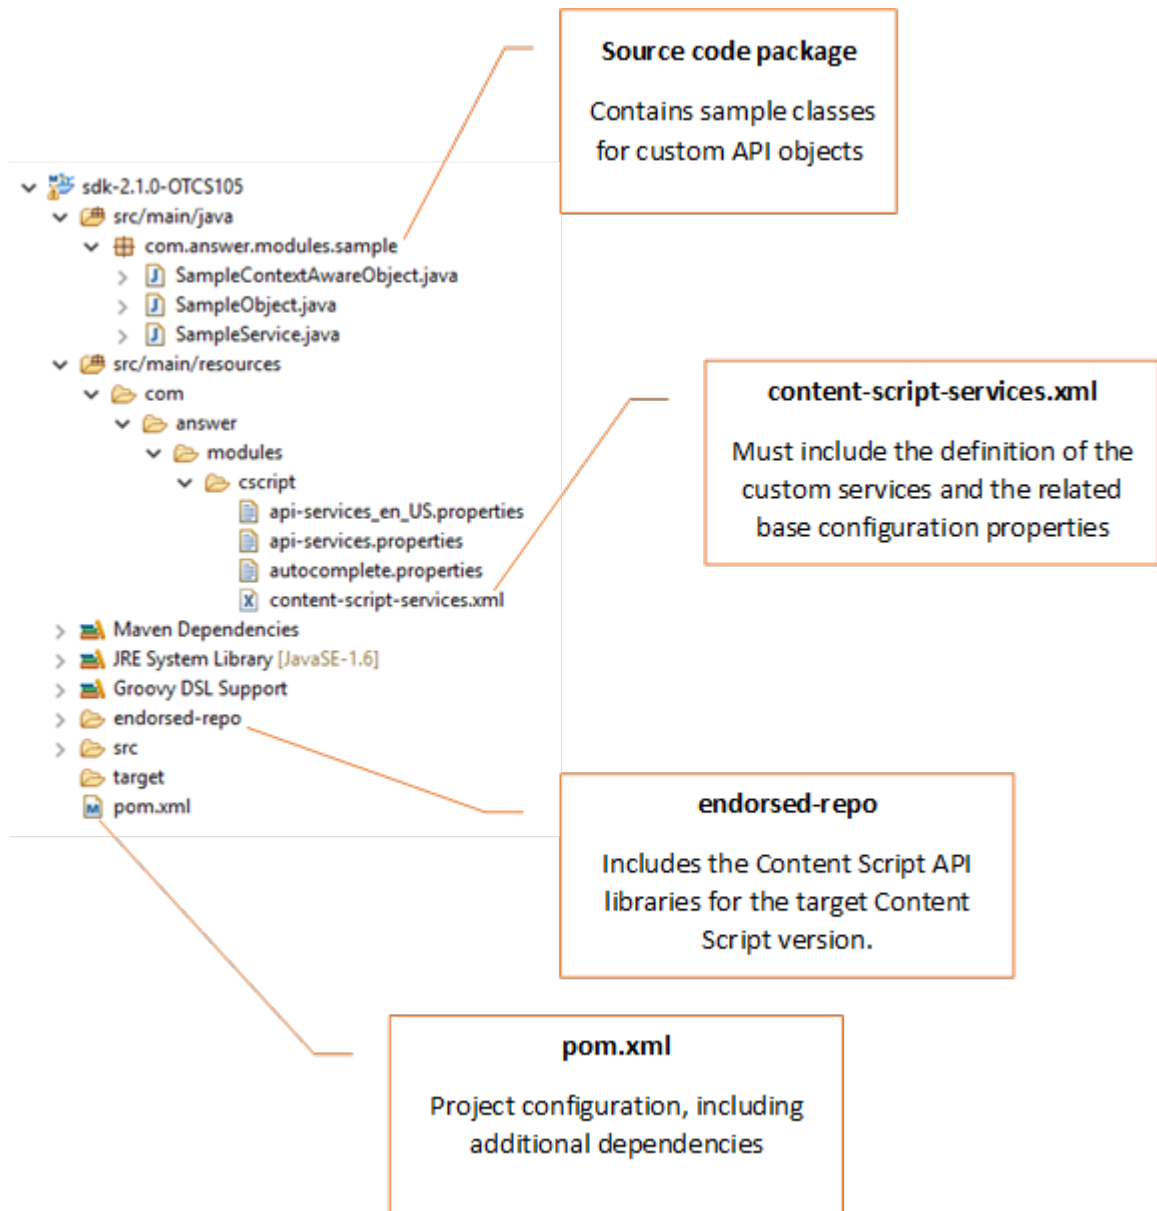 Source code package
Contains sample classes
for custom API objects
sdk-2.1.0-OTCS105
src/main/java
com.answer.modules.sample
SampleContextAwareObject.java
SampleObject.java
SampleService.java
src/main/resources
com
answer
modules
cscript
api-services_en_US.properties
api-services.properties
autocomplete.properties
content-script-services.xml
Maven Dependencies
JRE System Library [JavaSE-1.6]
Groovy DSL Support
endorsed-repo
src
target
pom.xml
content-script-services.xml
Must include the definition of the
custom services and the related
base configuration properties
endorsed-repo
Includes the Content Script API
libraries for the target Content
Script version.
pom.xml
Project configuration, including
additional dependencies